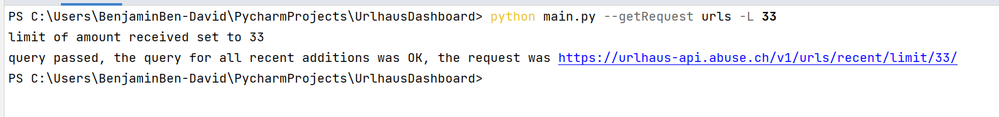 PS C:\Users\BenjaminBen-David\PycharmProjects\UrlhausDashboard> python main.py --getRequest urls -L 33
limit of amount received set to 33
query passed, the query for all recent additions was OK, the request was https://urlhaus-api.abuse.ch/v1/urls/recent/limit/33/
PS C:\Users\BenjaminBen-David\PycharmProjects\UrlhausDashboard>